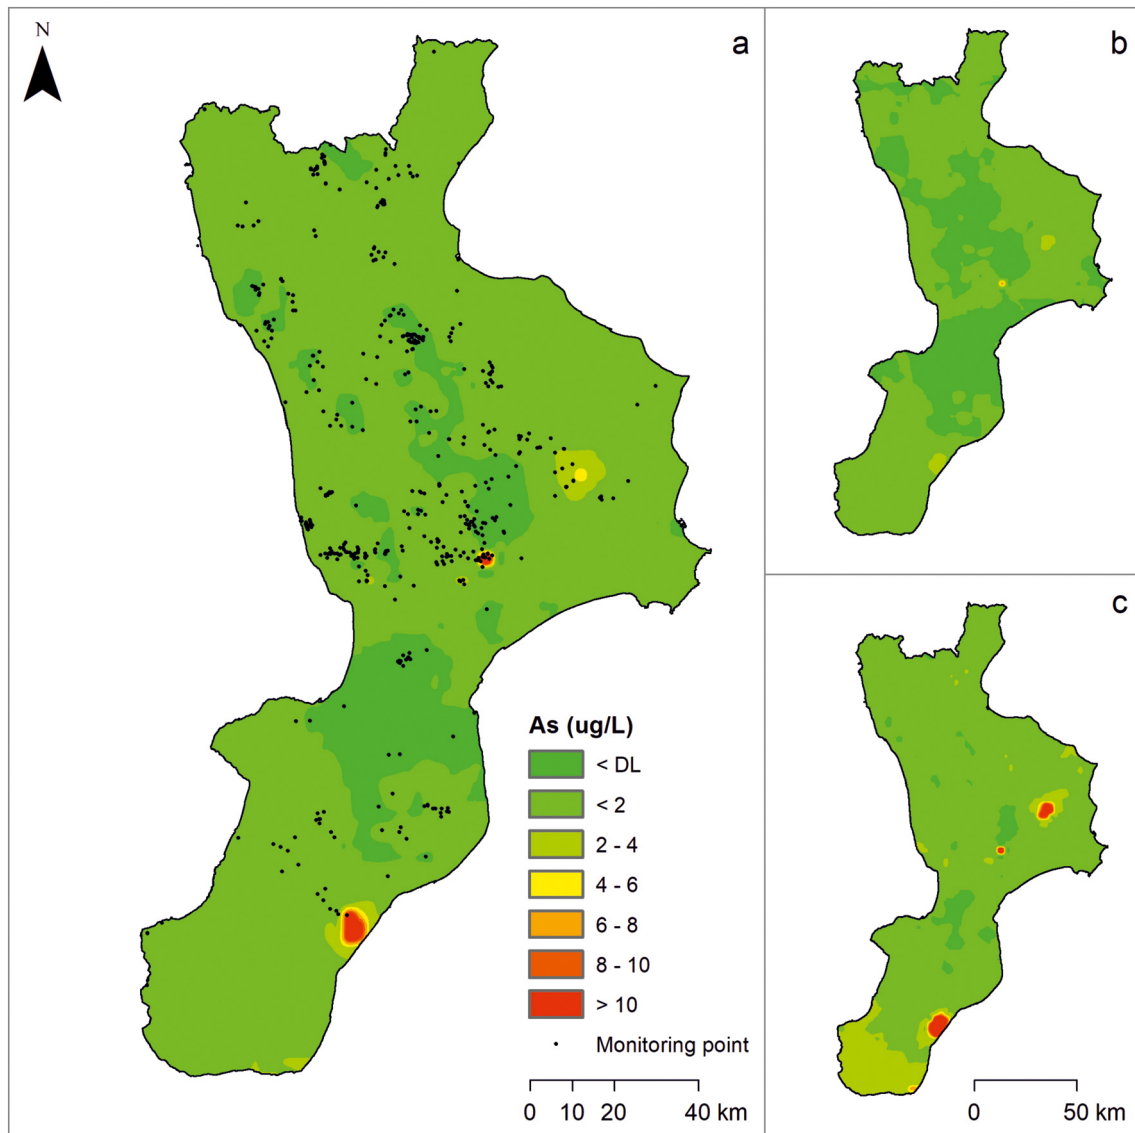 N
a
b
c
As (ug/L)
< DL
< 2
2 - 4
4 - 6
6 - 8
8 - 10
> 10
Monitoring point
0 10 20 40 km
0 50 km